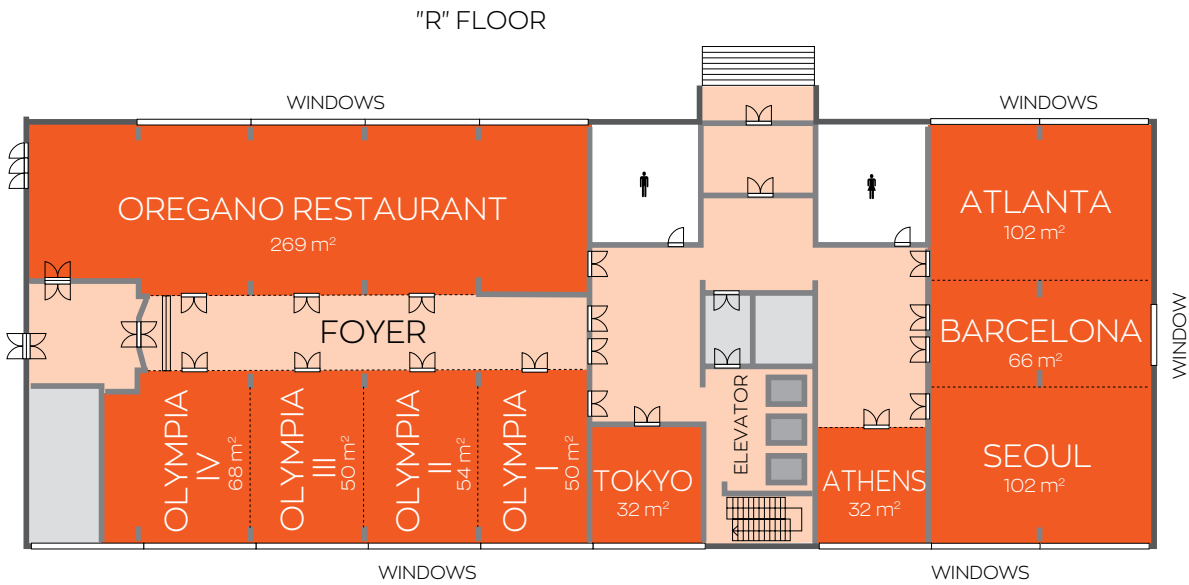 "R" FLOOR
WINDOWS
WINDOWS
OREGANO RESTAURANT
269 m²
ATLANTA
102 m²
FOYER
BARCELONA
66 m²
WINDOW
OLYMPIA
IV
68 m²
OLYMPIA
III
50 m²
OLYMPIA
II
54 m²
OLYMPIA
I
50 m²
TOKYO
32 m²
ELEVATOR
ATHENS
32 m²
SEOUL
102 m²
WINDOWS
WINDOWS